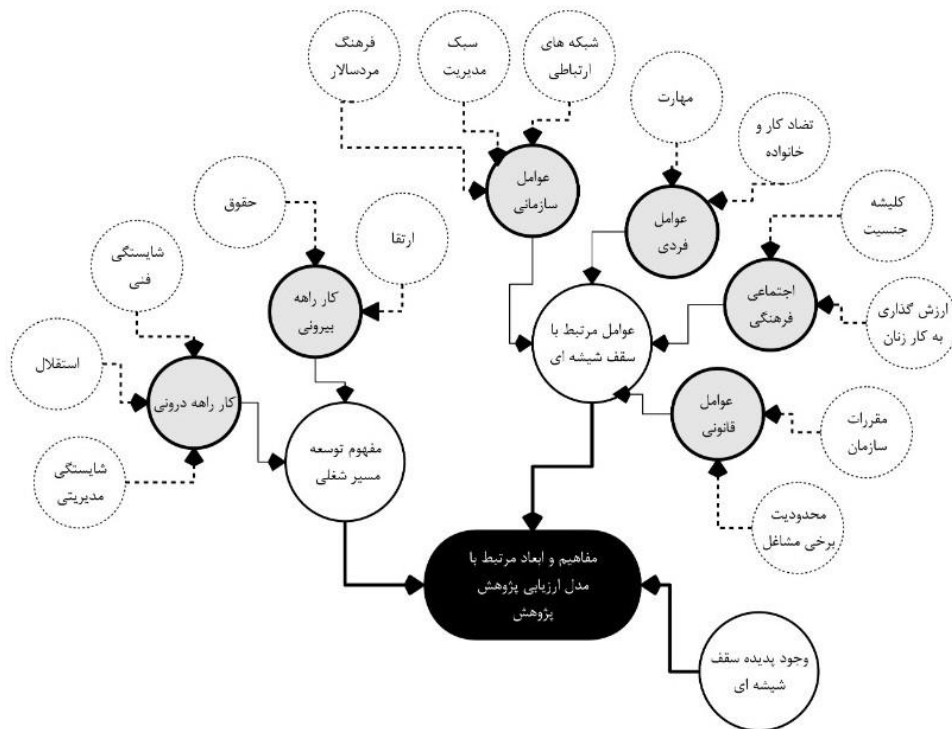 شبکه های
ارتباطی
سبک
مدیریت
فرهنگ
مردسالار
مهارت
تضاد کار و
خانواده
عوامل
سازمانی
عوامل
فردی
کلیشه
جنسیت
حقوق
ارتقا
شایستگی
فنی
کار راهه
بیرونی
اجتماعی
فرهنگی
ارزش گذاری
به کار زنان
عوامل مرتبط با
سقف شیشه ای
استقلال
کار راهه درونی
عوامل
قانونی
مقررات
سازمان
شایستگی
مدیریتی
مفهوم توسعه
مسیر شغلی
محدودیت
برخی مشاغل
مفاهیم و ابعاد مرتبط با
مدل ارزیابی پژوهش
پژوهش
وجود پدیده سقف
شیشه ای